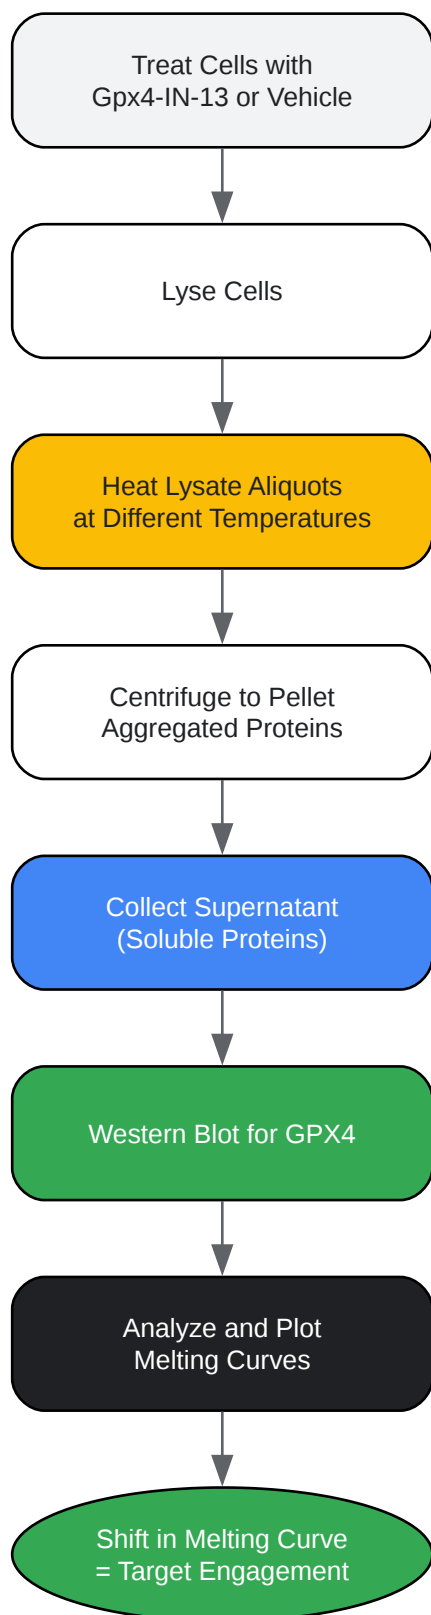 Treat Cells with
Gpx4-IN-13 or Vehicle
Lyse Cells
Heat Lysate Aliquots
at Different Temperatures
Centrifuge to Pellet
Aggregated Proteins
Collect Supernatant
(Soluble Proteins)
Western Blot for GPX4
Analyze and Plot
Melting Curves
Shift in Melting Curve
= Target Engagement